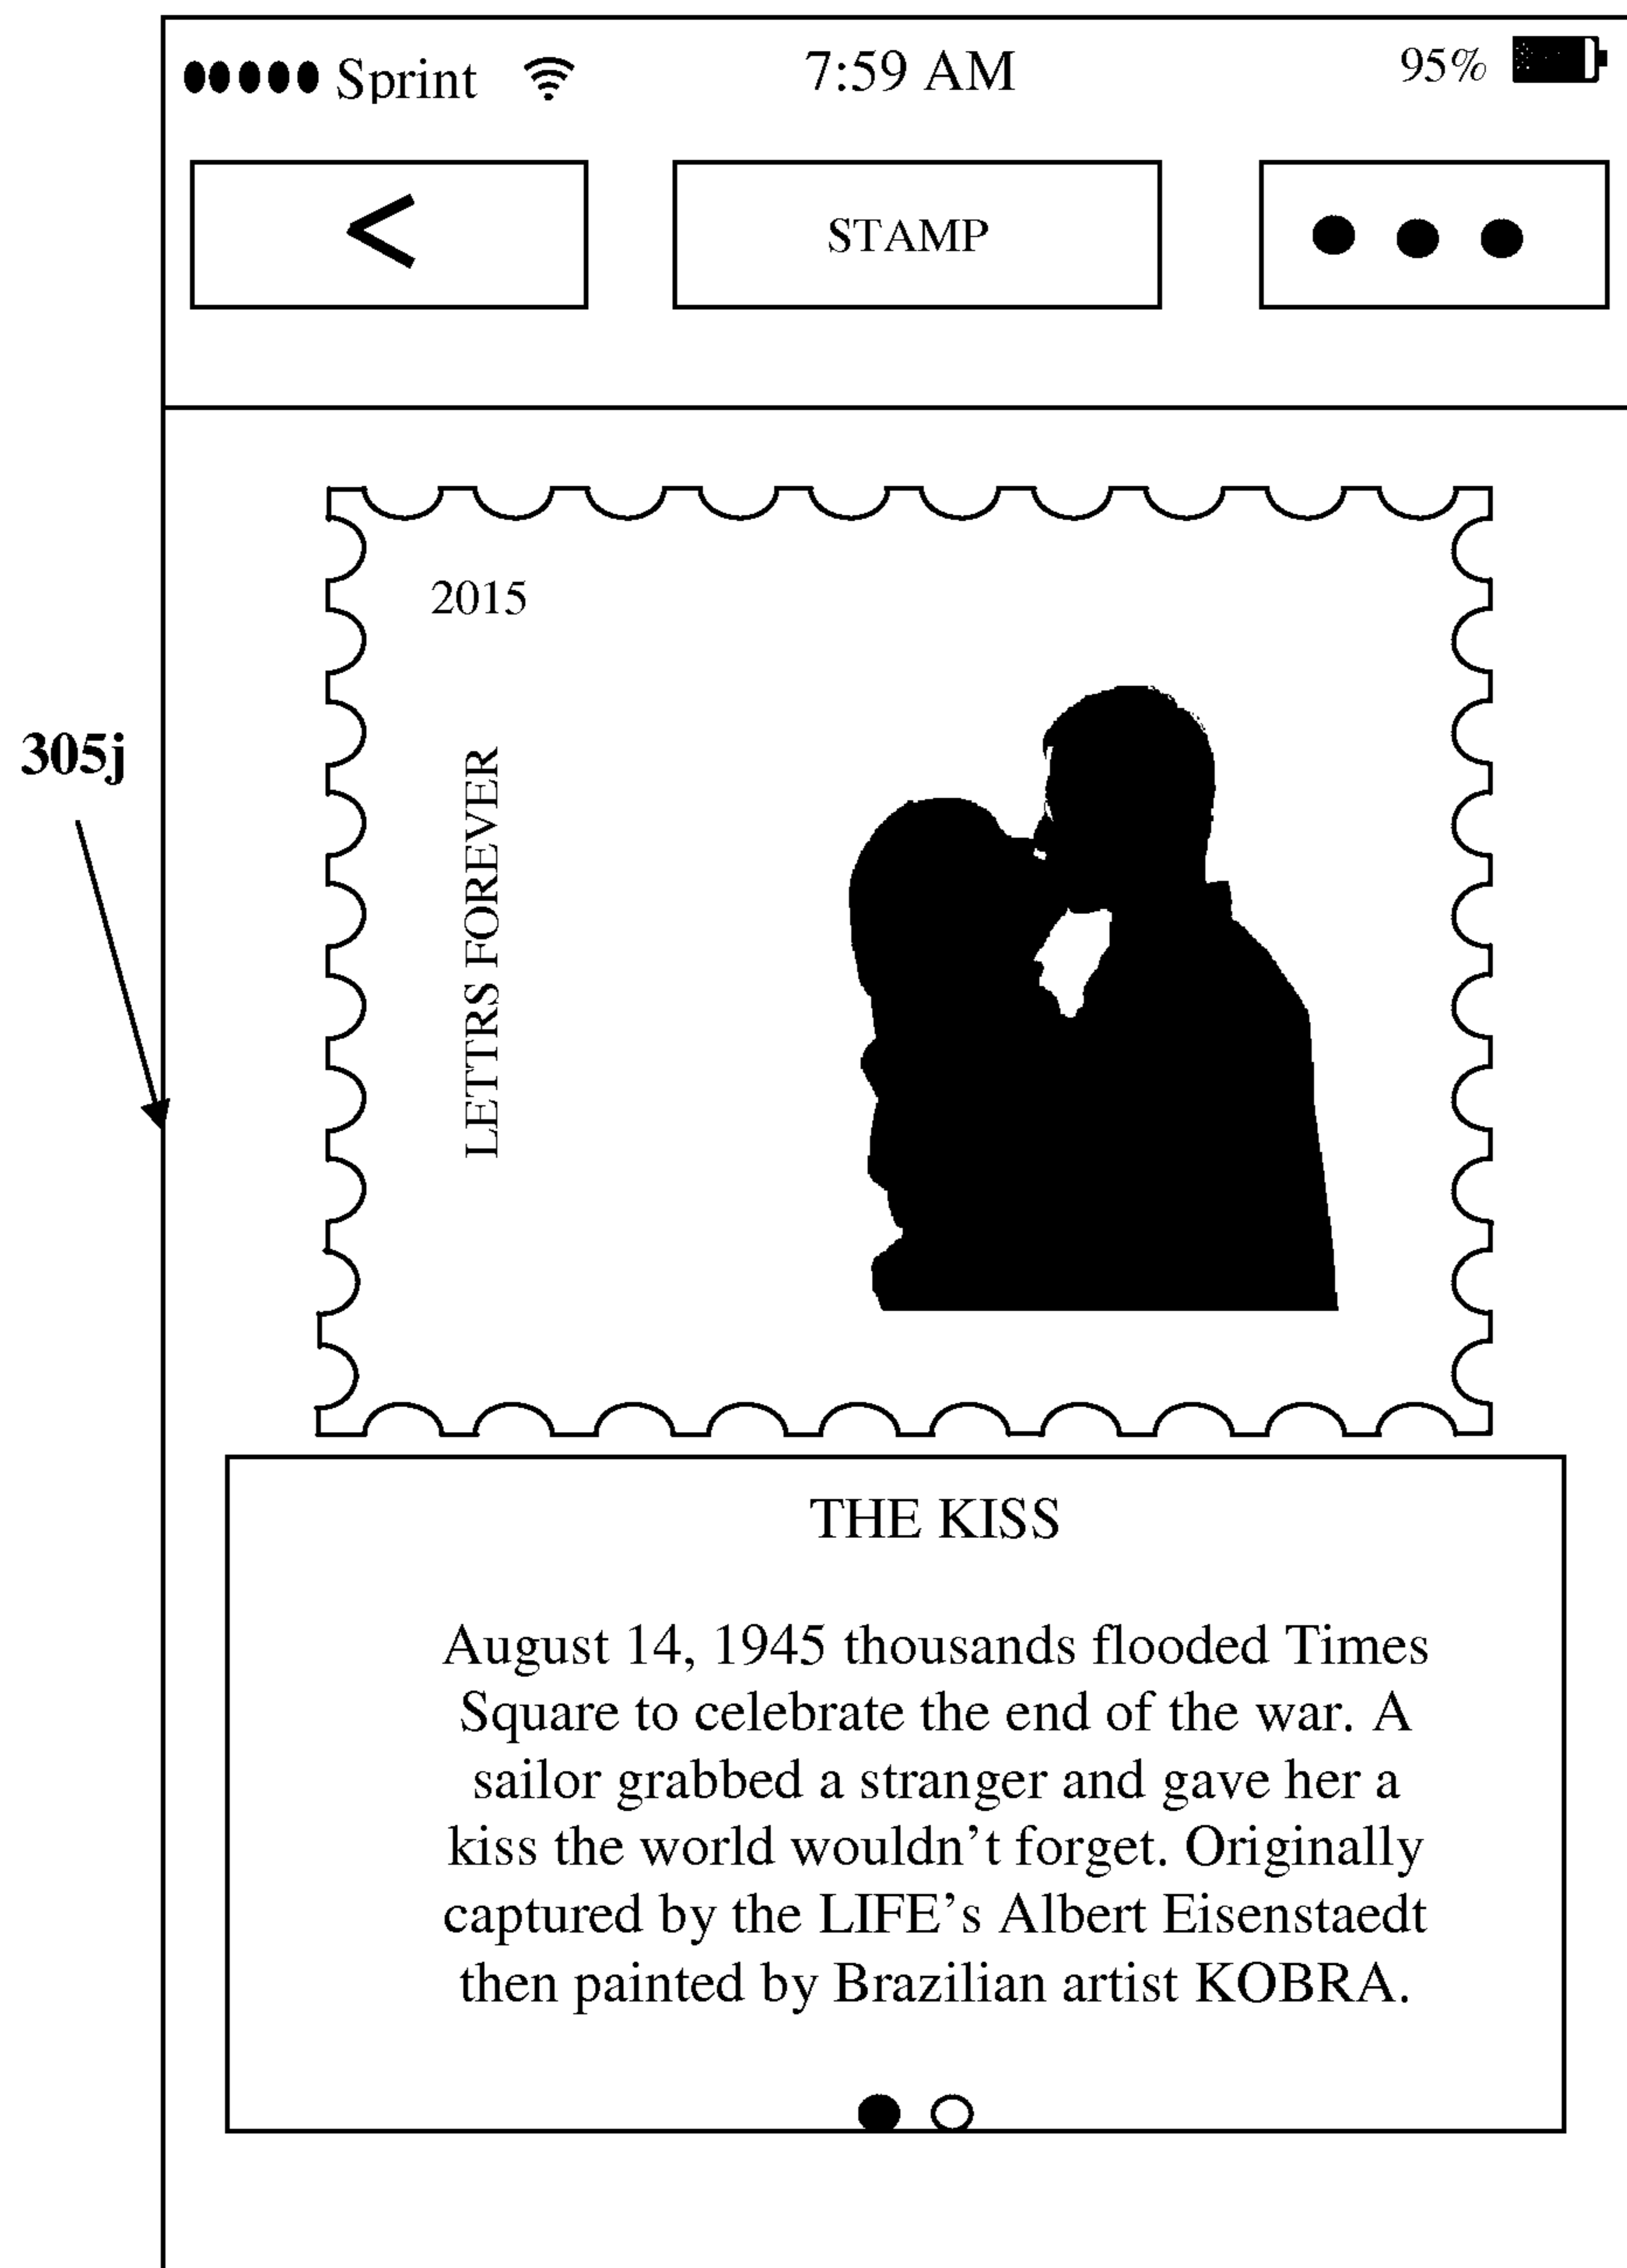 Sprint 7:59 AM 95%
<
STAMP
2015
305j
LETTRS FOREVER
THE KISS
August 14, 1945 thousands flooded Times
Square to celebrate the end of the war. A
sailor grabbed a stranger and gave her a
kiss the world wouldn’t forget. Originally
captured by the LIFE’s Albert Eisenstaedt
then painted by Brazilian artist KOBRA.